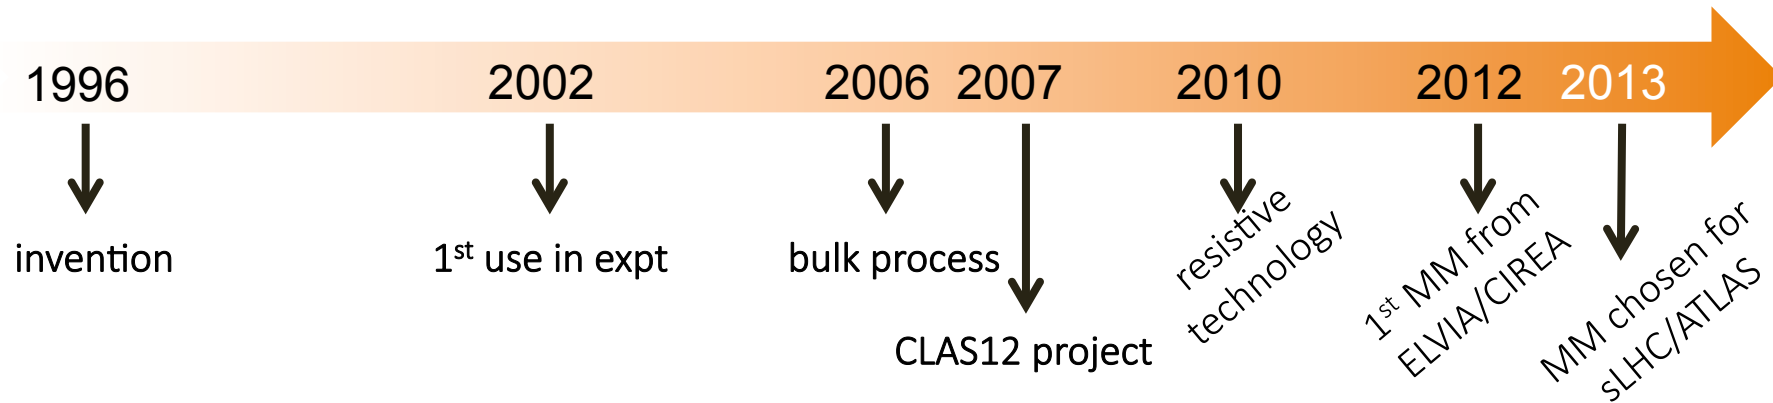 1996 2002 2006 2007 2010 2012 2013
invention
1st use in expt
bulk process
CLAS12 project
resistive
technology
1st MM from
ELVIA/CIREA
MM chosen for
sLHC/ATLAS